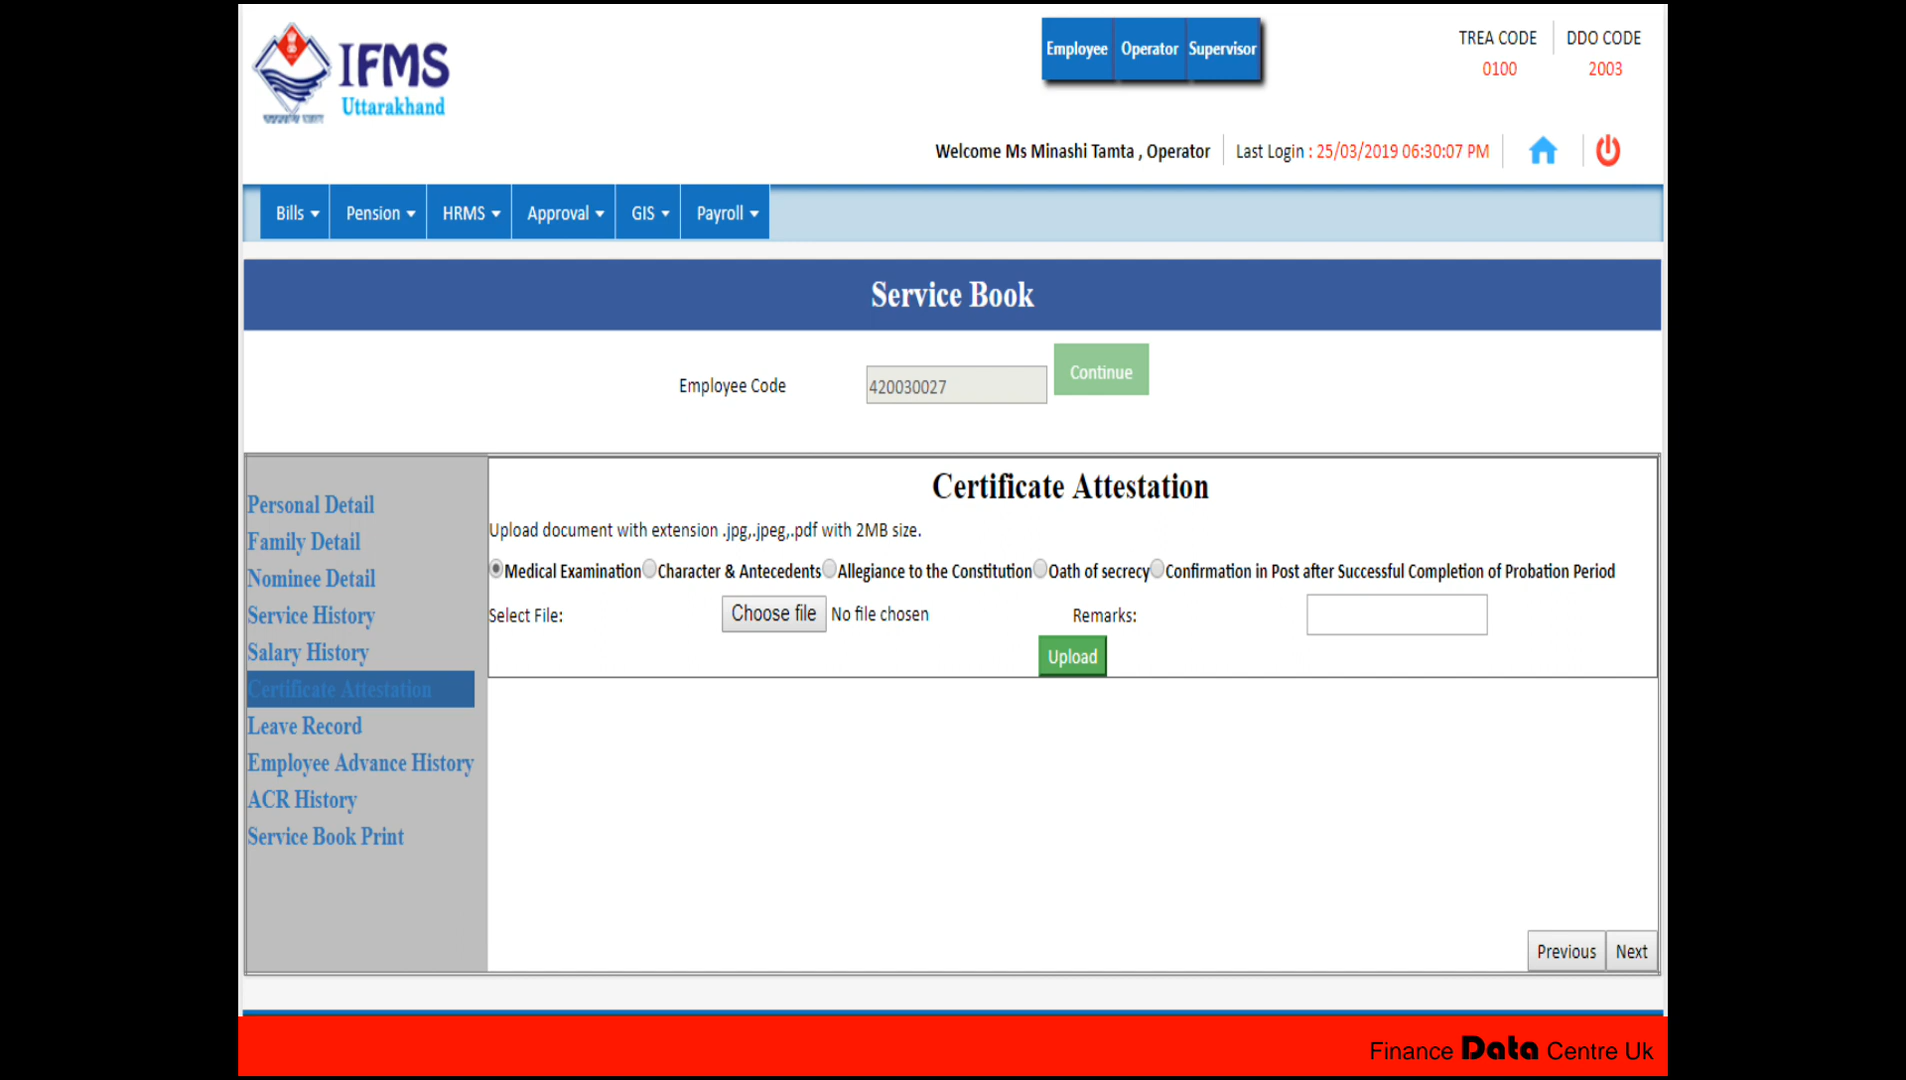 IFMS
Uttarakhand
Employee Operator Supervisor
TREA CODE DDO CODE
0100 2003
Welcome Ms Minashi Tamta , Operator Last Login : 25/03/2019 06:30:07 PM
Bills Pension HRMS Approval GIS Payroll
Service Book
Employee Code 420030027 Continue
Certificate Attestation
Upload document with extension .jpg,.jpeg,.pdf with 2MB size.
Medical Examination Character & Antecedents Allegiance to the Constitution Oath of secrecy Confirmation in Post after Successful Completion of Probation Period
Select File: Choose file No file chosen Remarks:
Upload
Personal Detail
Family Detail
Nominee Detail
Service History
Salary History
Certificate Attestation
Leave Record
Employee Advance History
ACR History
Service Book Print
Previous Next
Finance Data Centre Uk